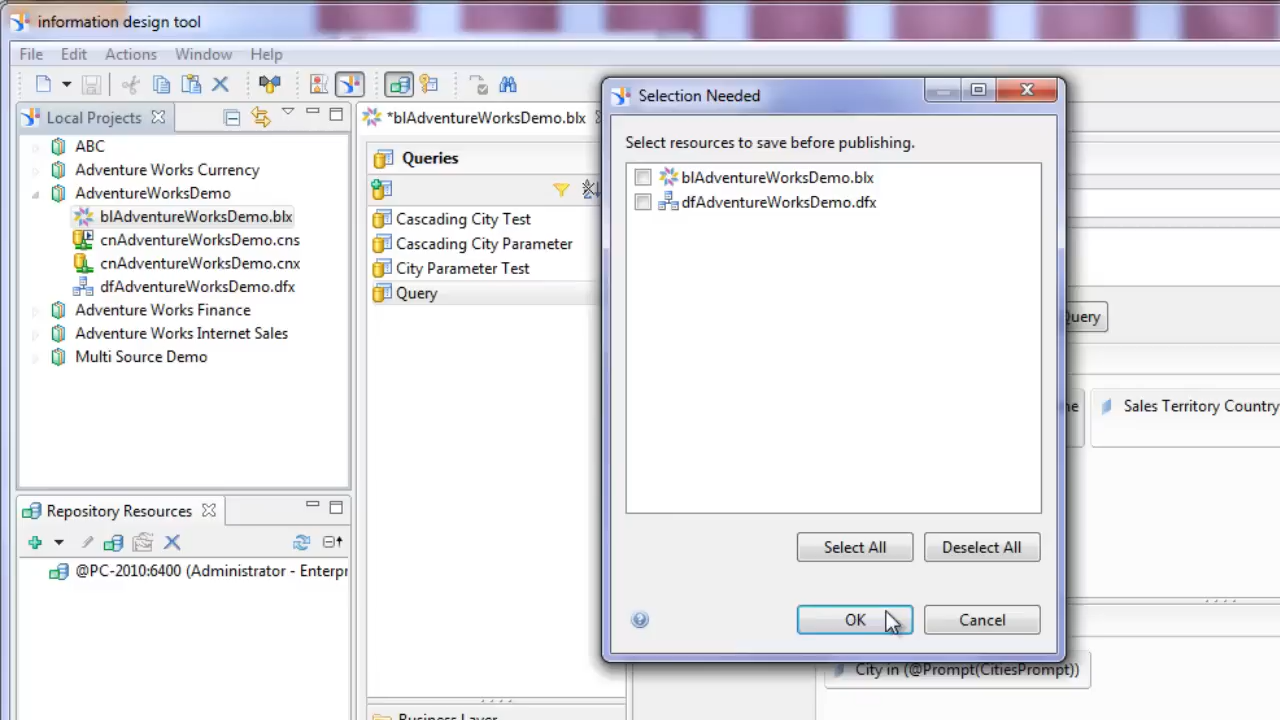 information design tool
File Edit Actions Window Help
Local Projects
ABC
Adventure Works Currency
AdventureWorksDemo
blAdventureWorksDemo.blx
cnAdventureWorksDemo.cns
cnAdventureWorksDemo.cnx
dfAdventureWorksDemo.dfx
Adventure Works Finance
Adventure Works Internet Sales
Multi Source Demo
Repository Resources
@PC-2010:6400 (Administrator - Enterpr
*blAdventureWorksDemo.blx
Queries
Cascading City Test
Cascading City Parameter
City Parameter Test
Query
Business Layer
Selection Needed
Select resources to save before publishing.
blAdventureWorksDemo.blx
dfAdventureWorksDemo.dfx
Select All Deselect All
OK Cancel
Query
me Sales Territory Country
City in (@Prompt(CitiesPrompt))